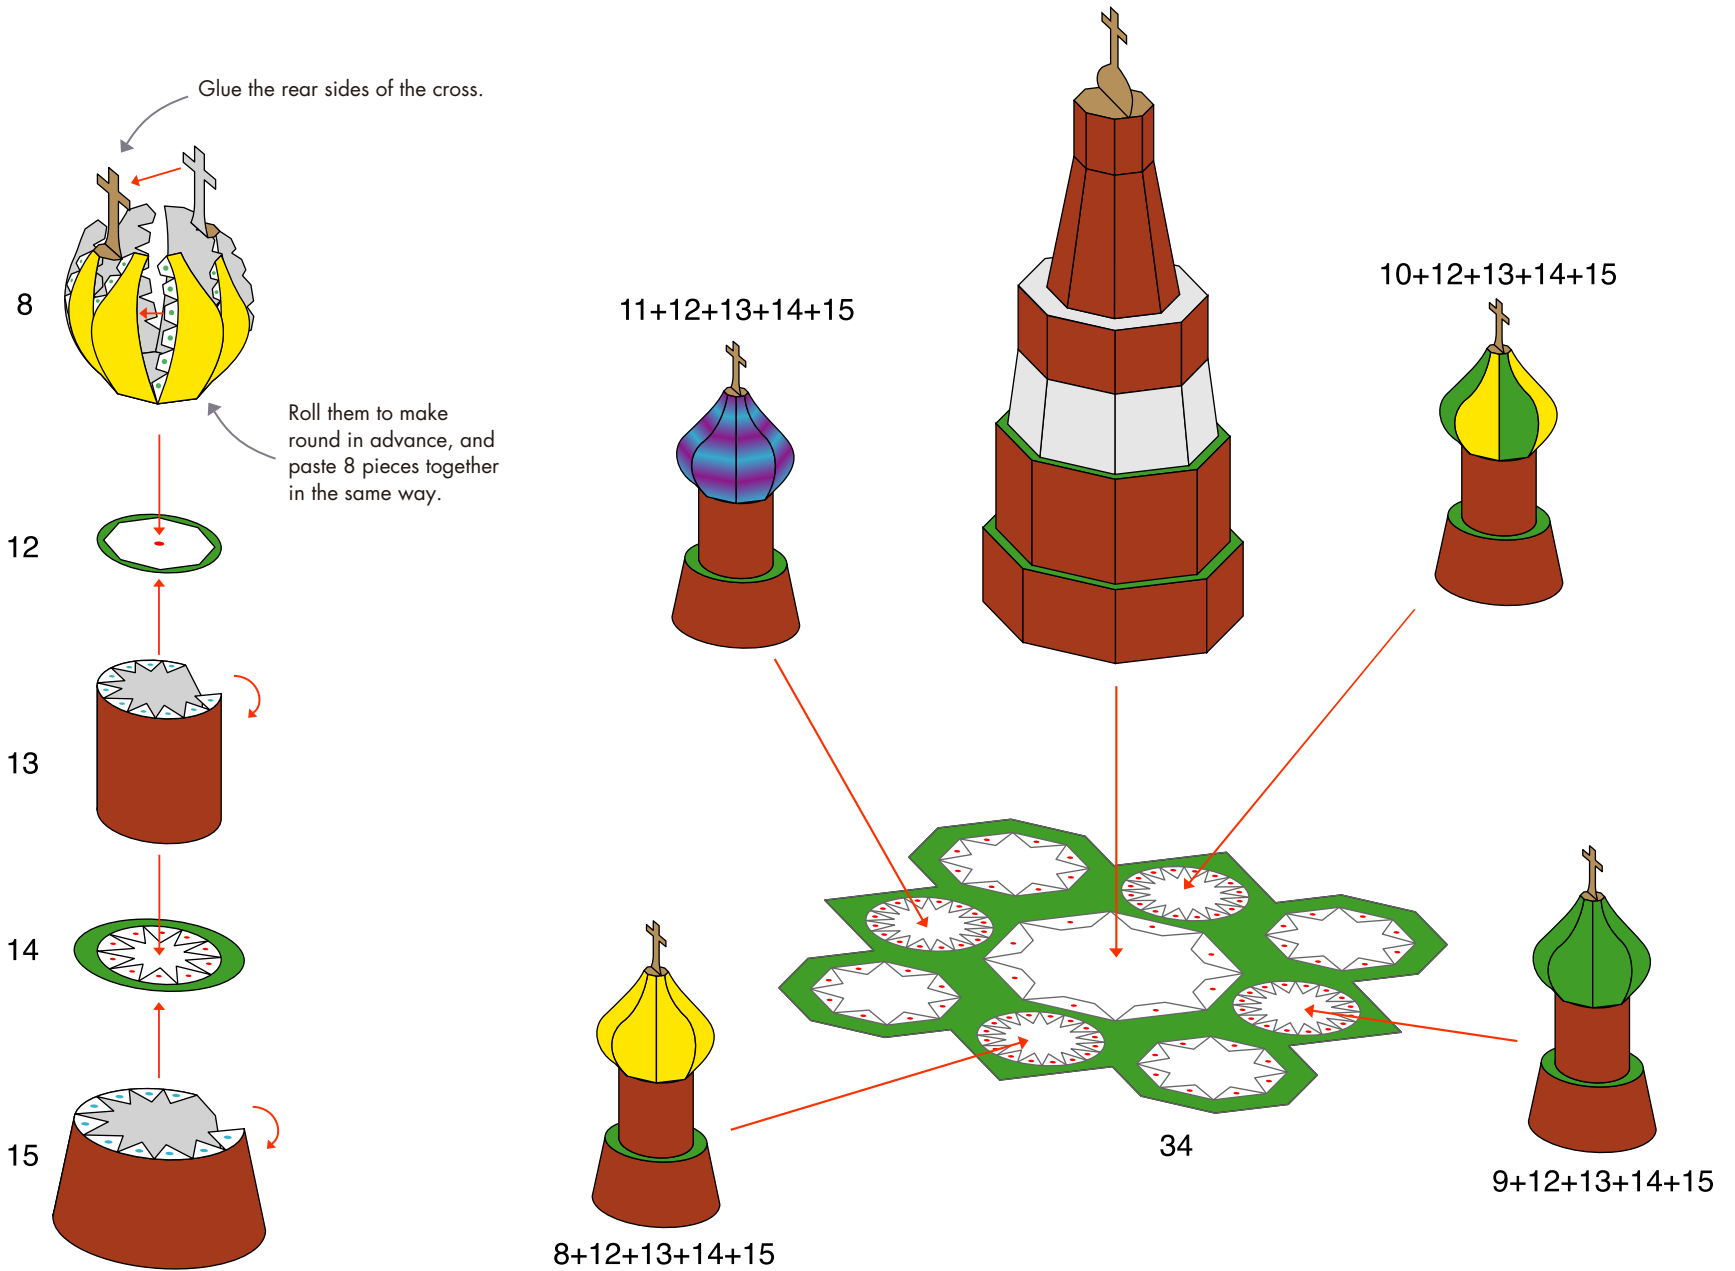 Glue the rear sides of the cross.
8
Roll them to make
round in advance, and
paste 8 pieces together
in the same way.
12
13
14
15
11+12+13+14+15
10+12+13+14+15
8+12+13+14+15
34
9+12+13+14+15